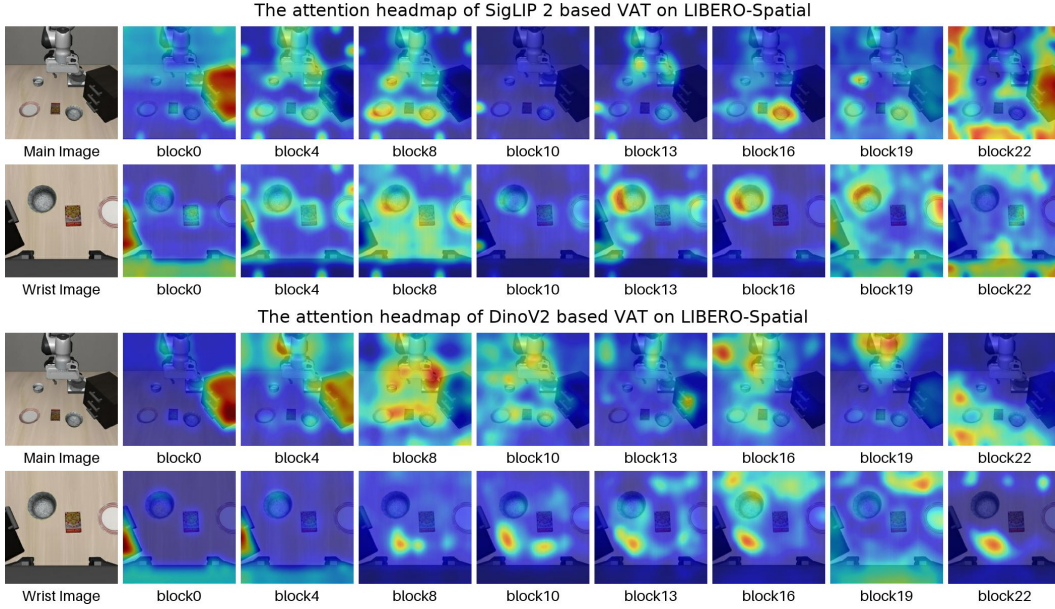 The attention headmap of SigLIP 2 based VAT on LIBERO-Spatial
Main Image block0 block4 block8 block10 block13 block16 block19 block22
Wrist Image block0 block4 block8 block10 block13 block16 block19 block22
The attention headmap of DinoV2 based VAT on LIBERO-Spatial
Main Image block0 block4 block8 block10 block13 block16 block19 block22
Wrist Image block0 block4 block8 block10 block13 block16 block19 block22